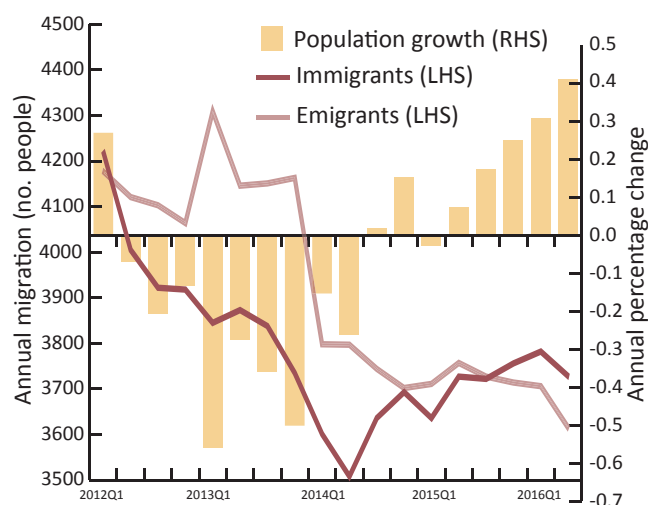 Annual migration (no. people)
4500
4400
4300
4200
4100
4000
3900
3800
3700
3600
3500
Population growth (RHS)
Immigrants (LHS)
Emigrants (LHS)
0.5
0.4
0.3
0.2
0.1
0.0
-0.1
-0.2
-0.3
-0.4
-0.5
-0.6
-0.7
Annual percentage change
2012Q1
2013Q1
2014Q1
2015Q1
2016Q1